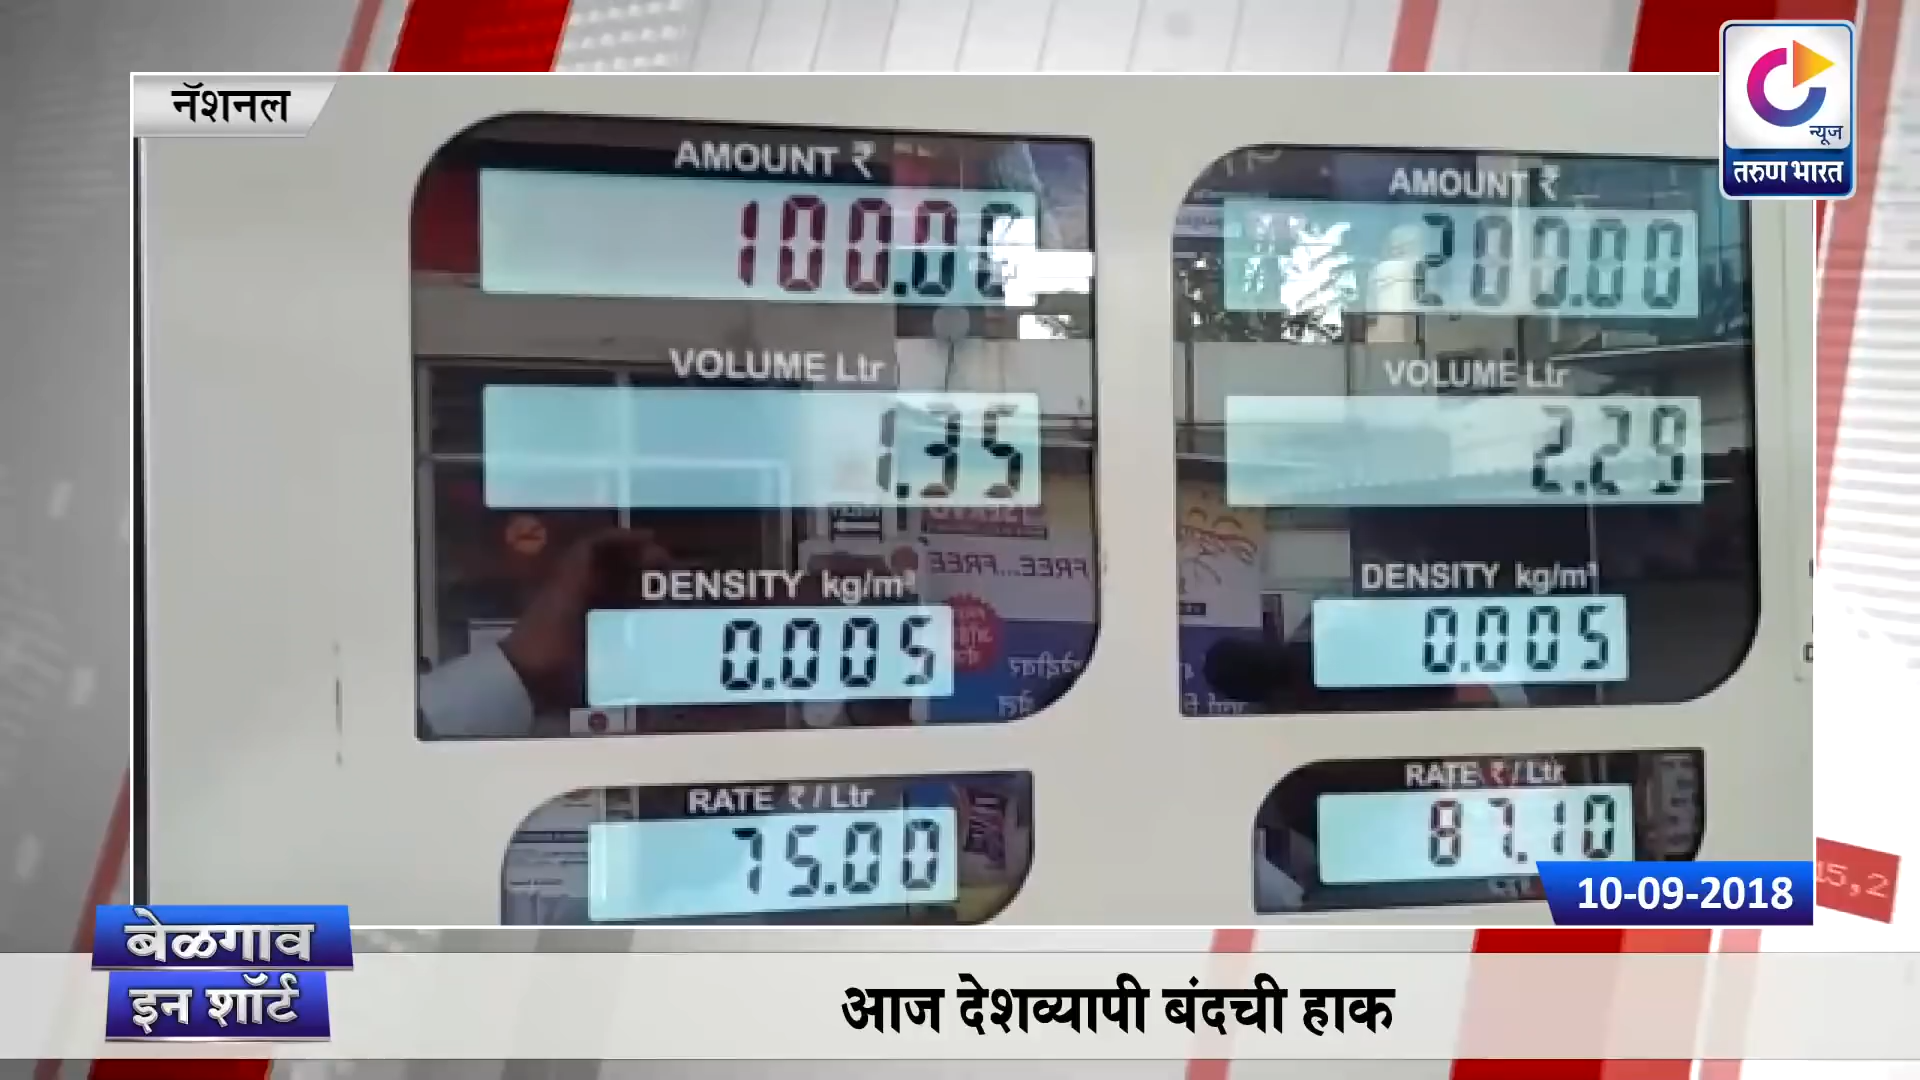 नॅशनल
न्यूज
तरुण भारत
AMOUNT ₹
100.00
VOLUME Ltr
1.35
DENSITY kg/m³
0.005
RATE ₹/Ltr
75.00
AMOUNT ₹
200.00
VOLUME Ltr
2.29
DENSITY kg/m³
0.005
RATE ₹/Ltr
87.10
10-09-2018
15,2
बेळगाव
इन शॉर्ट
आज देशव्यापी बंदची हाक